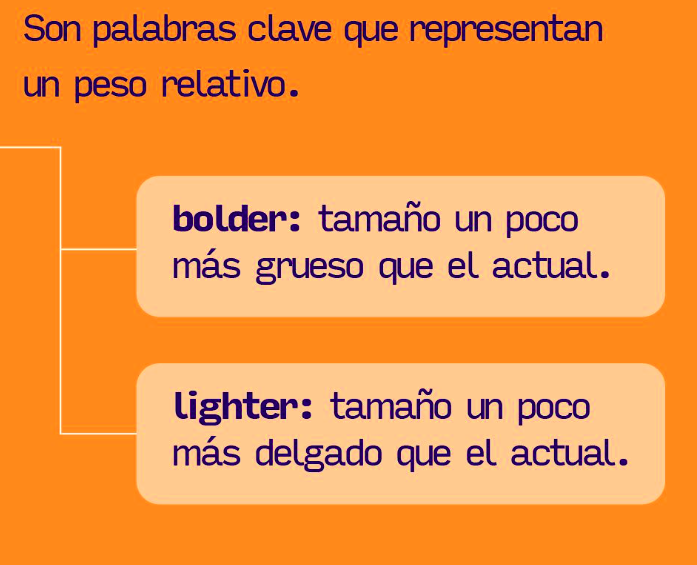 Son palabras clave que representan
un peso relativo.
bolder: tamaño un poco
más grueso que el actual.
lighter: tamaño un poco
más delgado que el actual.